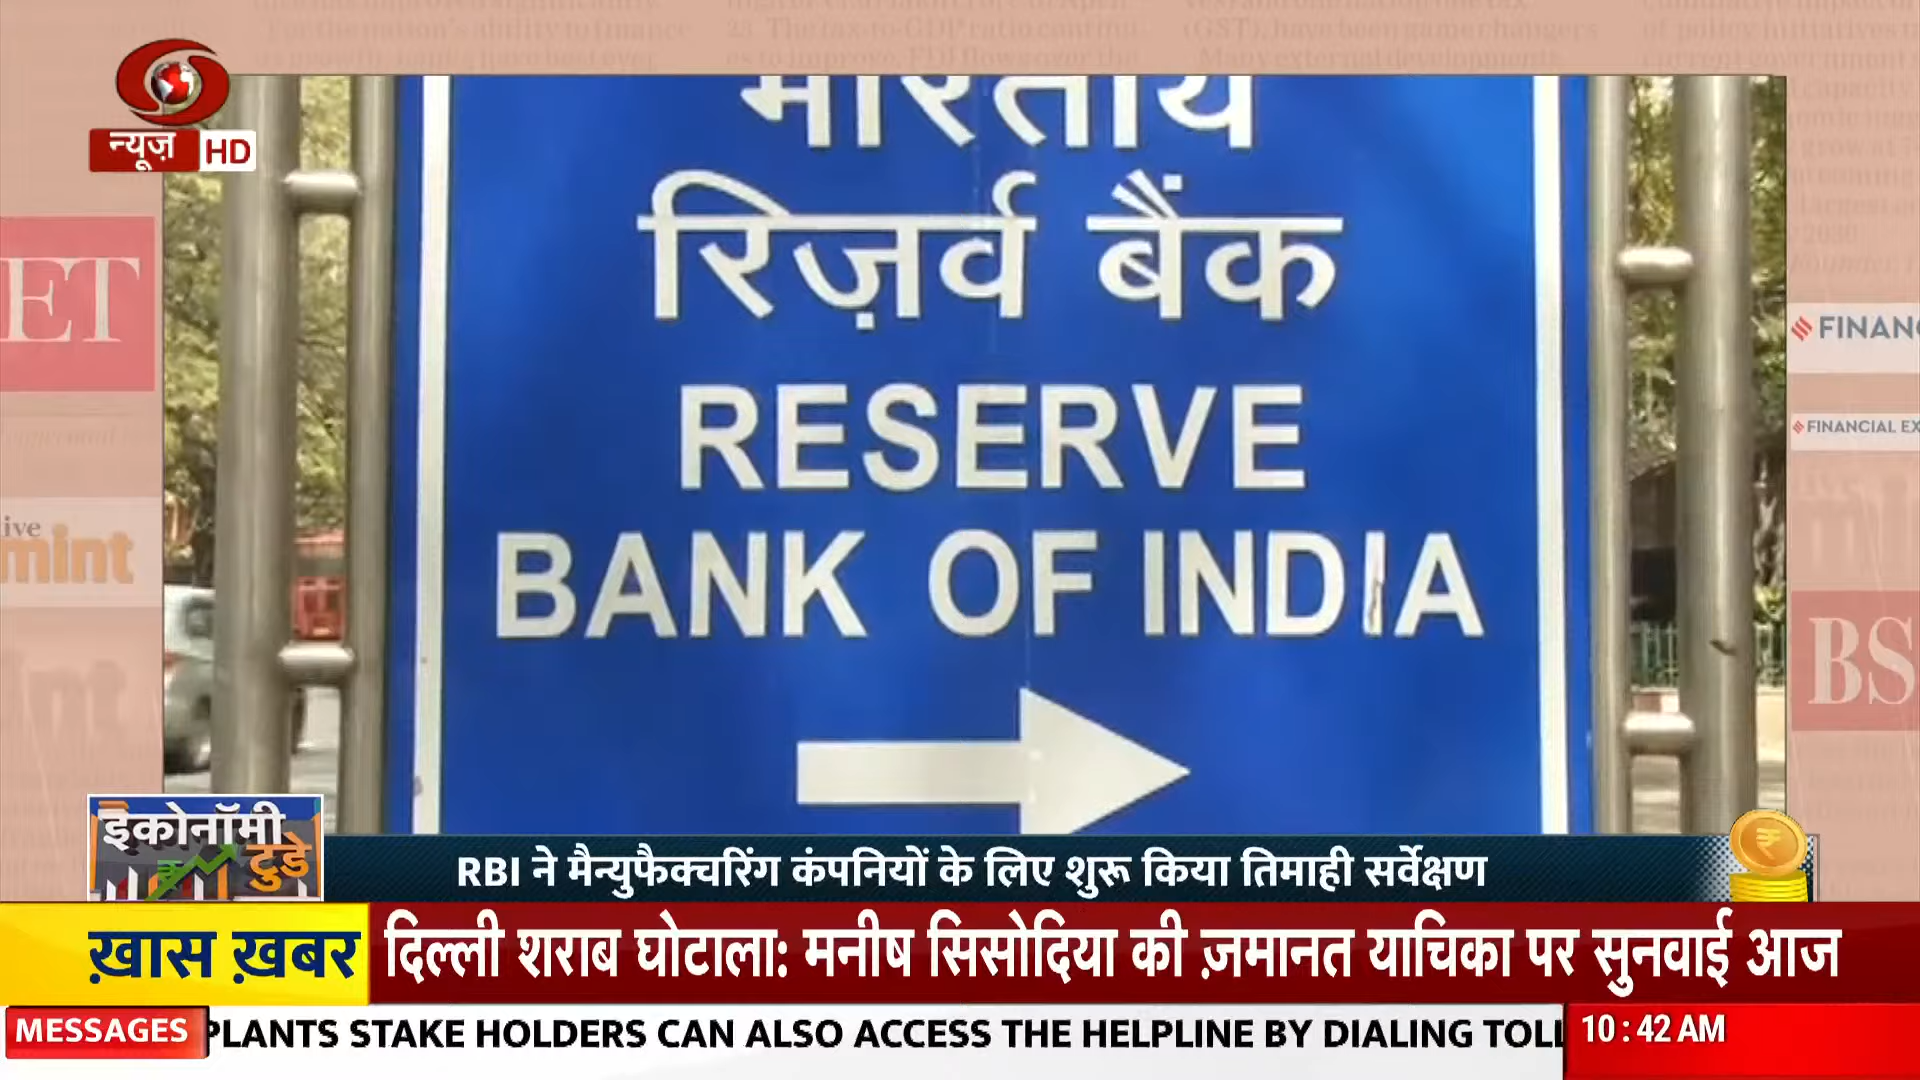 न्यूज़ HD
भारतीय
रिज़र्व बैंक
RESERVE
BANK OF INDIA
ET
ive
mint
FINANC
FINANCIAL EX
BS
इकोनॉमी
टुडे
RBI ने मैन्युफैक्चरिंग कंपनियों के लिए शुरू किया तिमाही सर्वेक्षण
ख़ास ख़बर
दिल्ली शराब घोटाला: मनीष सिसोदिया की ज़मानत याचिका पर सुनवाई आज
MESSAGES
PLANTS STAKE HOLDERS CAN ALSO ACCESS THE HELPLINE BY DIALING TOLL
10 : 42 AM